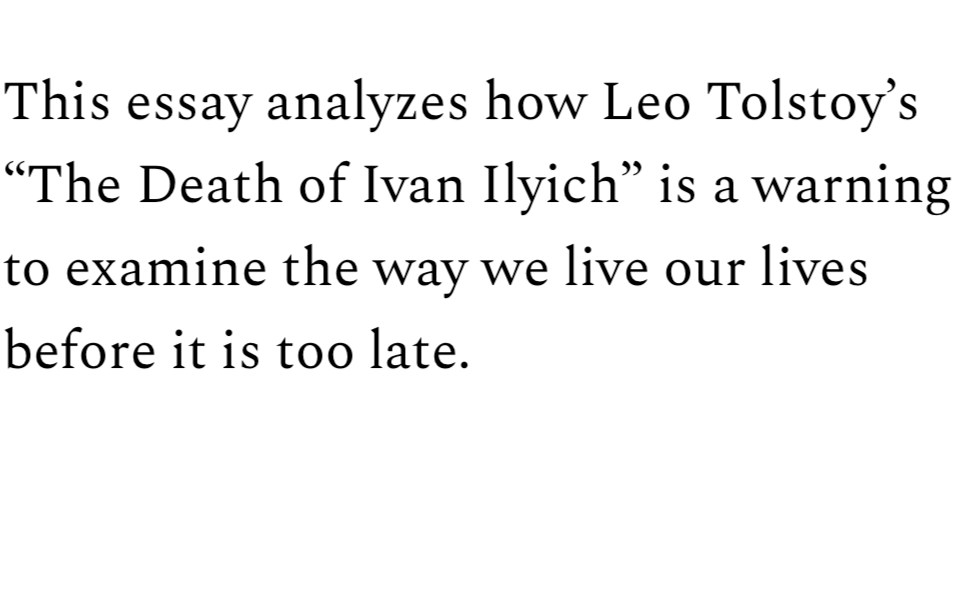 This essay analyzes how Leo Tolstoy’s
“The Death of Ivan Ilyich” is a warning
to examine the way we live our lives
before it is too late.